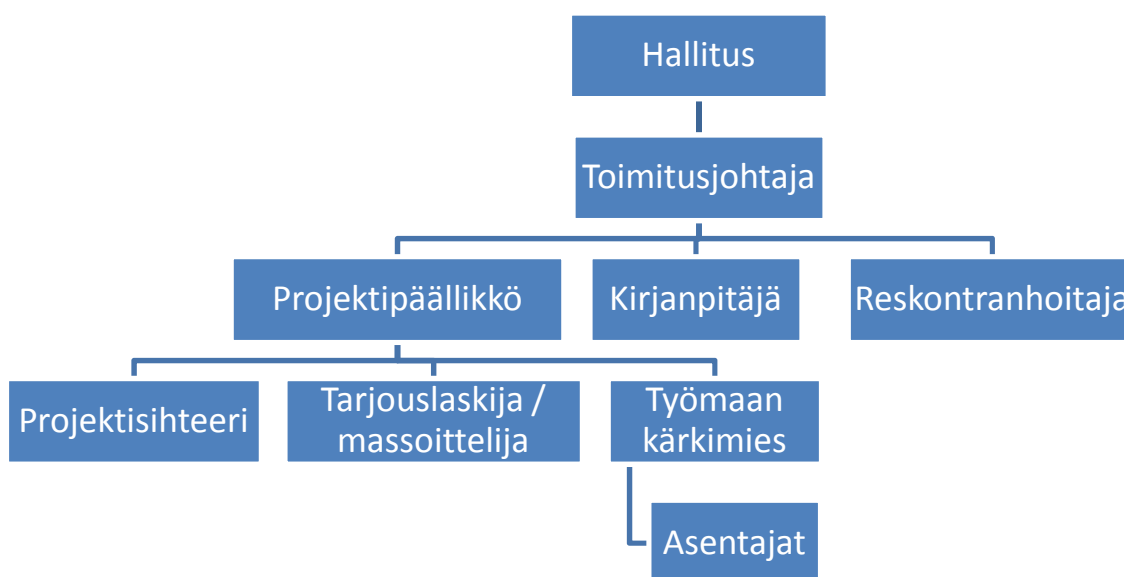 Hallitus
Toimitusjohtaja
Projektipäällikkö
Kirjanpitäjä
Reskontranhoitaja
Projektisihteeri
Tarjouslaskija /
massoittelija
Työmaan
kärkimies
Asentajat